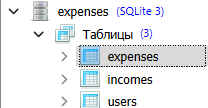 expenses (SQLite 3)
Таблицы (3)
expenses
incomes
users